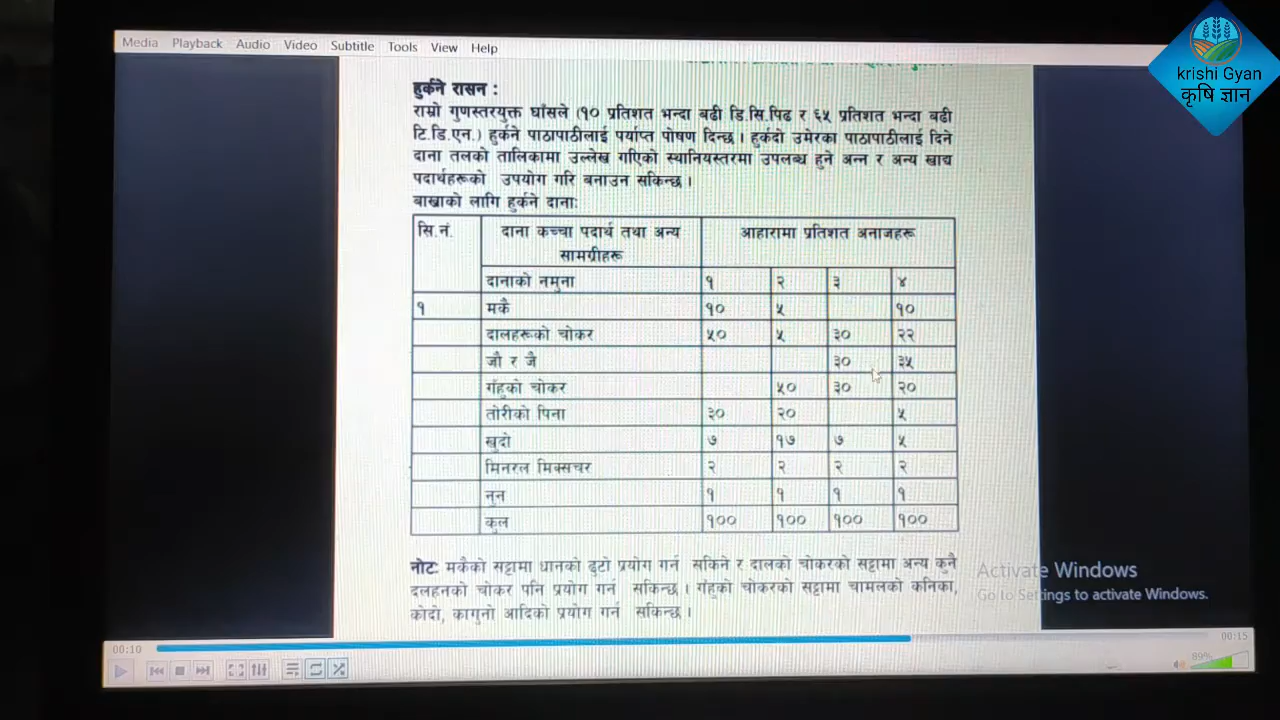 Media Playback Audio Video Subtitle Tools View Help
krishi Gyan
कृषि ज्ञान
हुर्कने रासन :
राम्रो गुणस्तरयुक्त घाँसले (१० प्रतिशत भन्दा बढी डि.सि.पिढ र ६५ प्रतिशत भन्दा बढी
टि.डि.एन.) हुर्कने पाठापाठीलाई पर्याप्त पोषण दिन्छ । हुर्कदो उमेरका पाठापाठीलाई दिने
दाना तलको तालिकामा उल्लेख गएिको स्थानियस्तरमा उपलब्ध हुने अन्न र अन्य खाद्य
पदार्थहरूको उपयोग गरि बनाउन सकिन्छ ।
बाख्राको लागि हुर्कने दाना:
सि.नं. दाना कच्चा पदार्थ तथा अन्य आहारामा प्रतिशत अनाजहरू
सामग्रीहरू
दानाको नमुना १ २ ३ ४
१ मकै १० ५ १०
दालहरूको चोकर ५० ५ ३० २२
जौ र जै ३० ३५
गँहुको चोकर ५० ३० २०
तोरीको पिना ३० २० ५
खुदो ७ १७ ७ ५
मिनरल मिक्सचर २ २ २ २
नुन १ १ १ १
कुल १०० १०० १०० १००
नोट: मकैको सट्टामा धानको ढुटो प्रयोग गर्न सकिने र दालको चोकरको सट्टामा अन्य कुनै
दलहनको चोकर पनि प्रयोग गर्न सकिन्छ । गँहुको चोकरको सट्टामा चामलको कनिका,
कोदो, कागुनो आदिको प्रयोग गर्न सकिन्छ ।
Activate Windows
Go to Settings to activate Windows.
00:10 00:15
89%